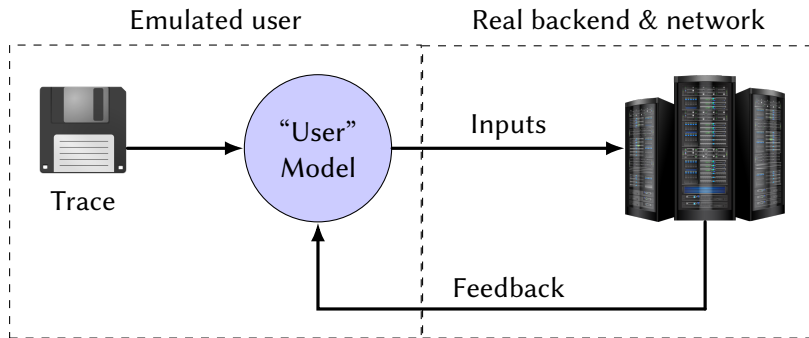 Emulated user
Real backend & network
“User”
Model
Inputs
Trace
Feedback